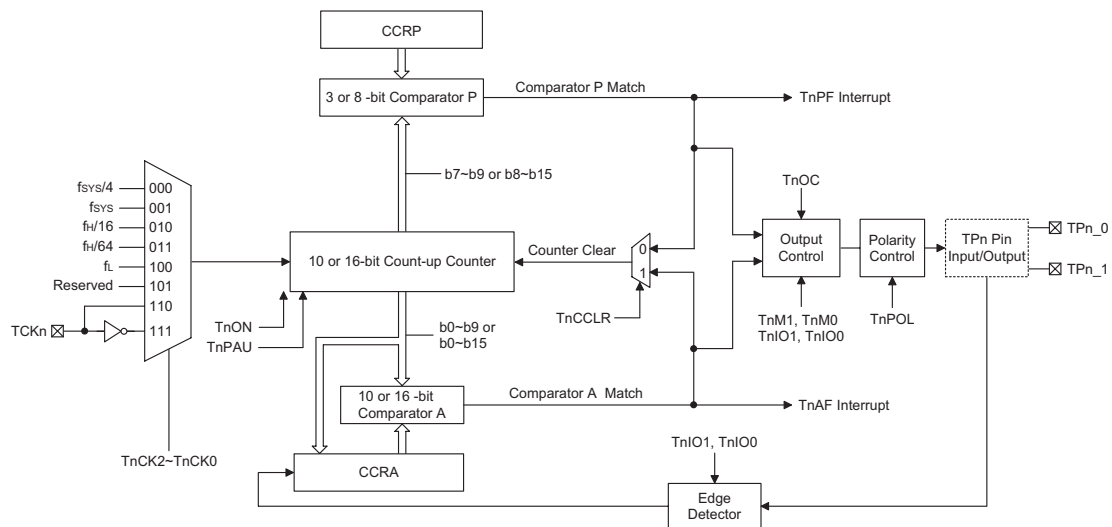 CCRP
3 or 8 -bit Comparator P
Comparator P Match
TnPF Interrupt
b7~b9 or b8~b15
fSYS/4
000
fSYS
001
fH/16
010
fH/64
011
fL
100
Reserved
101
110
TCKn
111
TnCK2~TnCK0
10 or 16-bit Count-up Counter
TnON
TnPAU
Counter Clear
0
1
TnCCLR
TnOC
Output
Control
TnM1, TnM0
TnIO1, TnIO0
Polarity
Control
TnPOL
TPn Pin
Input/Output
TPn_0
TPn_1
b0~b9 or
b0~b15
10 or 16 -bit
Comparator A
Comparator A  Match
TnAF Interrupt
CCRA
TnIO1, TnIO0
Edge
Detector